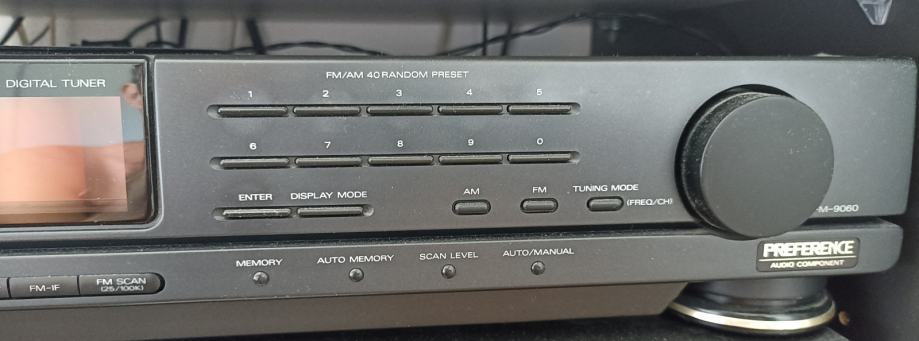 DIGITAL TUNER
FM/AM 40 RANDOM PRESET
1 2 3 4 5
6 7 8 9 0
ENTER DISPLAY MODE AM FM TUNING MODE
(FREQ/CH)
-M-9060
MEMORY AUTO MEMORY SCAN LEVEL AUTO/MANUAL
PREFERENCE
AUDIO COMPONENT
FM-IF FM SCAN
(25/100K)